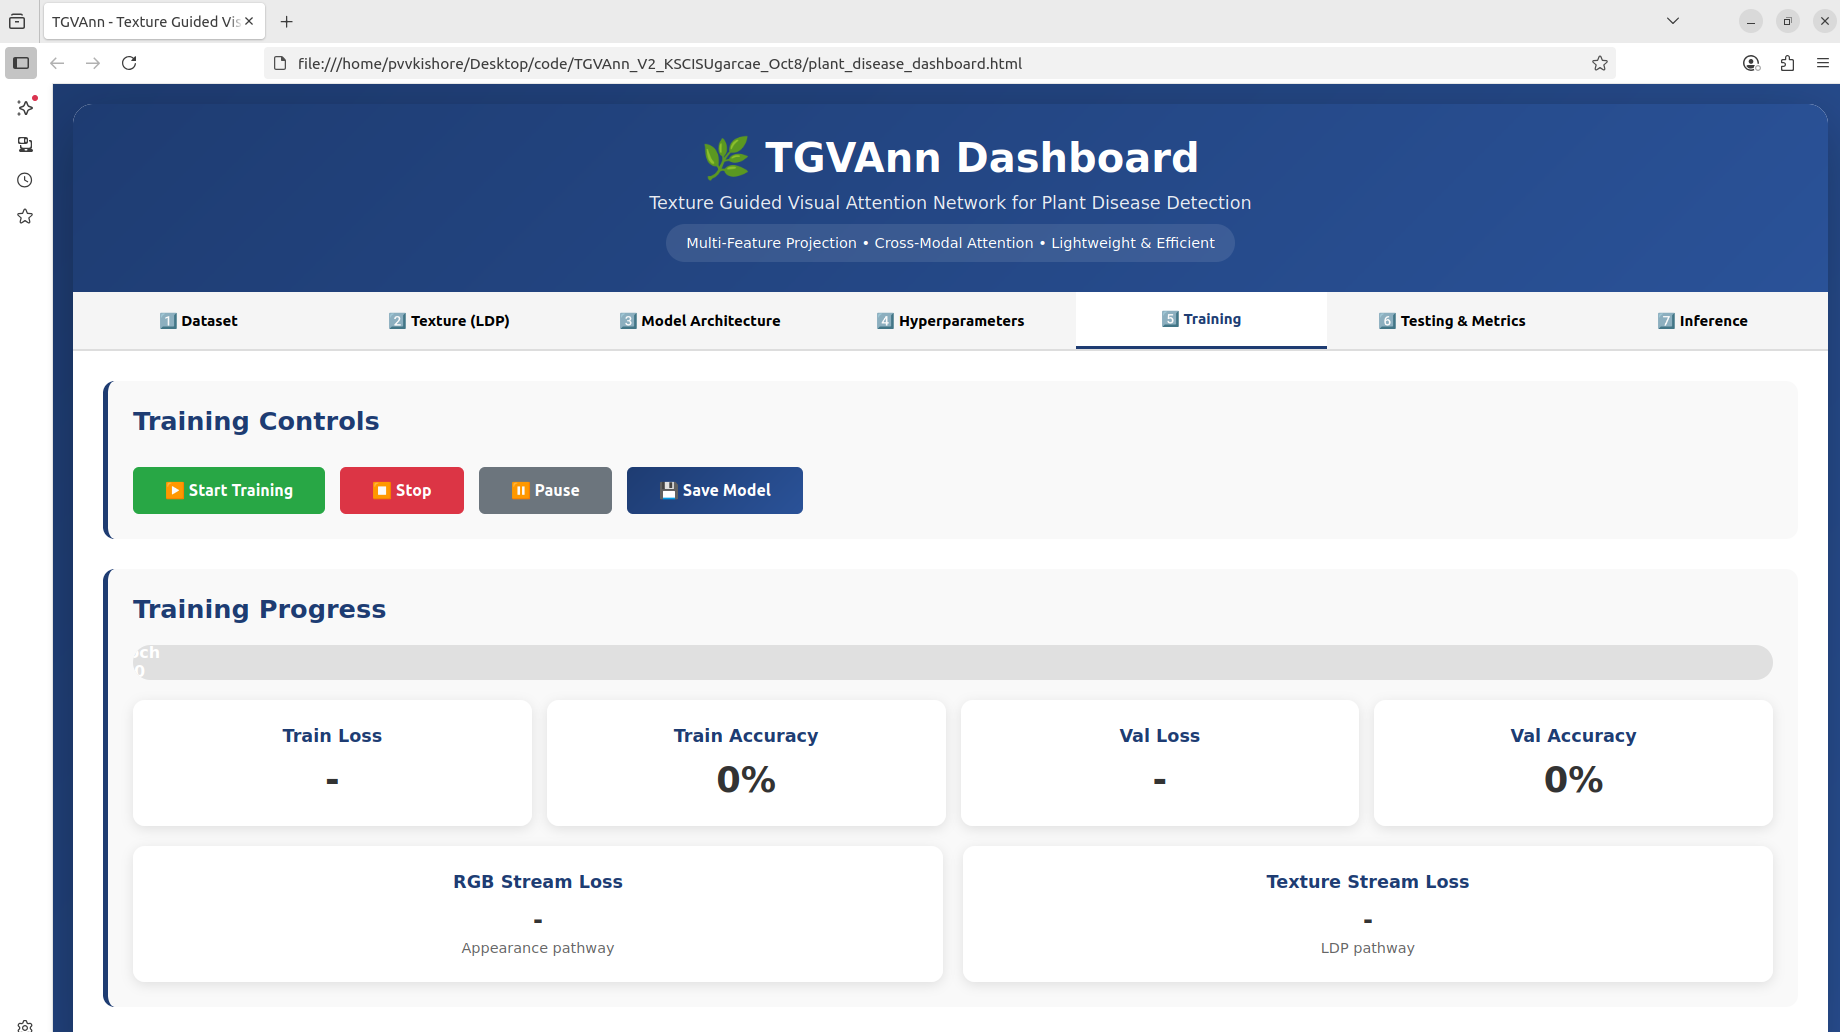 TGVAnn - Texture Guided Vis
file:///home/pvvkishore/Desktop/code/TGVAnn_V2_KSCISUgarcae_Oct8/plant_disease_dashboard.html
🌿 TGVAnn Dashboard
Texture Guided Visual Attention Network for Plant Disease Detection
Multi-Feature Projection • Cross-Modal Attention • Lightweight & Efficient
1️⃣ Dataset
2️⃣ Texture (LDP)
3️⃣ Model Architecture
4️⃣ Hyperparameters
5️⃣ Training
6️⃣ Testing & Metrics
7️⃣ Inference
Training Controls
▶️ Start Training
⏹️ Stop
⏸️ Pause
💾 Save Model
Training Progress
och
0
Train Loss
-
Train Accuracy
0%
Val Loss
-
Val Accuracy
0%
RGB Stream Loss
-
Appearance pathway
Texture Stream Loss
-
LDP pathway